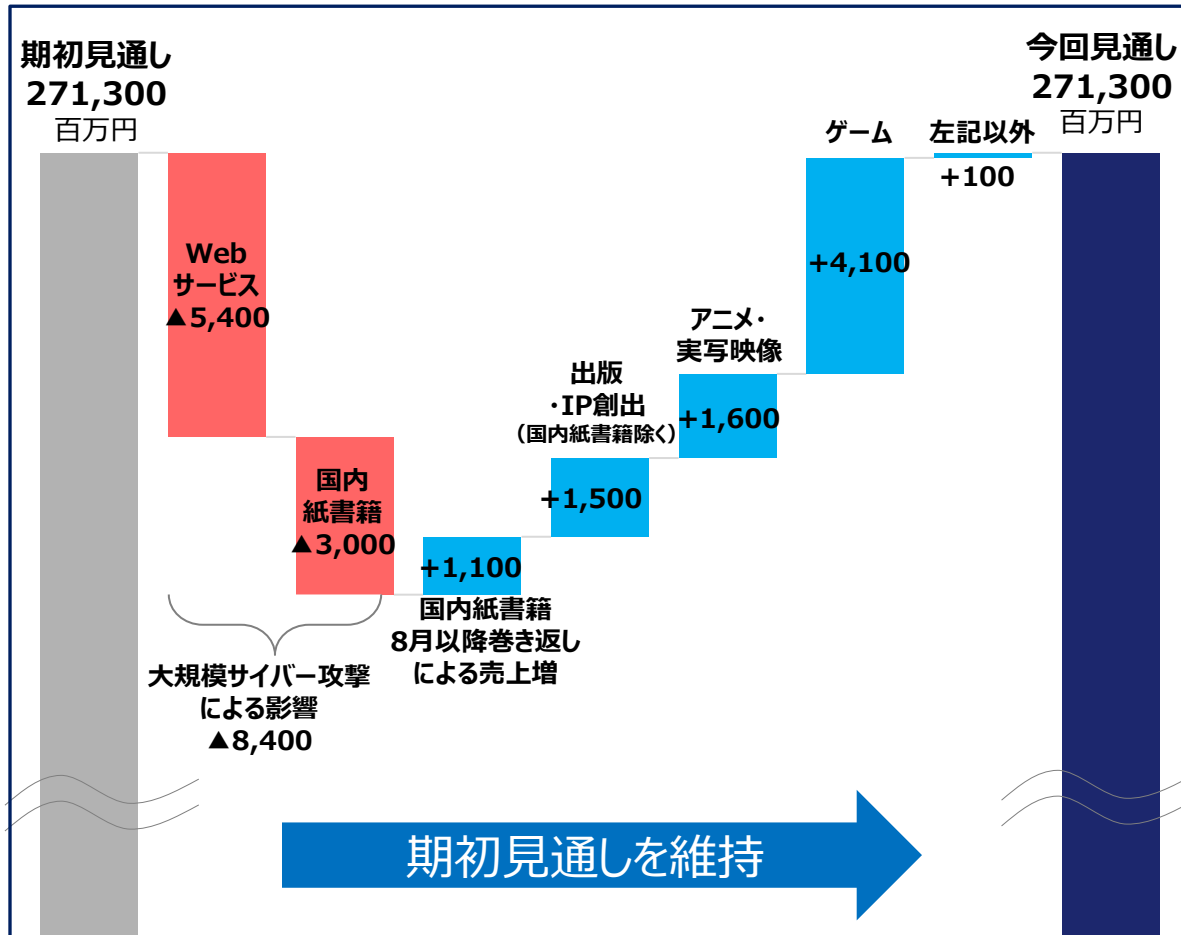 期初見通し
271,300
百万円
Web
サービス
▲5,400
国内
紙書籍
▲3,000
大規模サイバー攻撃
による影響
▲8,400
+1,100
国内紙書籍
8月以降巻き返し
による売上増
出版
・IP創出
（国内紙書籍除く）
+1,500
アニメ・
実写映像
+1,600
ゲーム
+4,100
左記以外
+100
今回見通し
271,300
百万円
期初見通しを維持